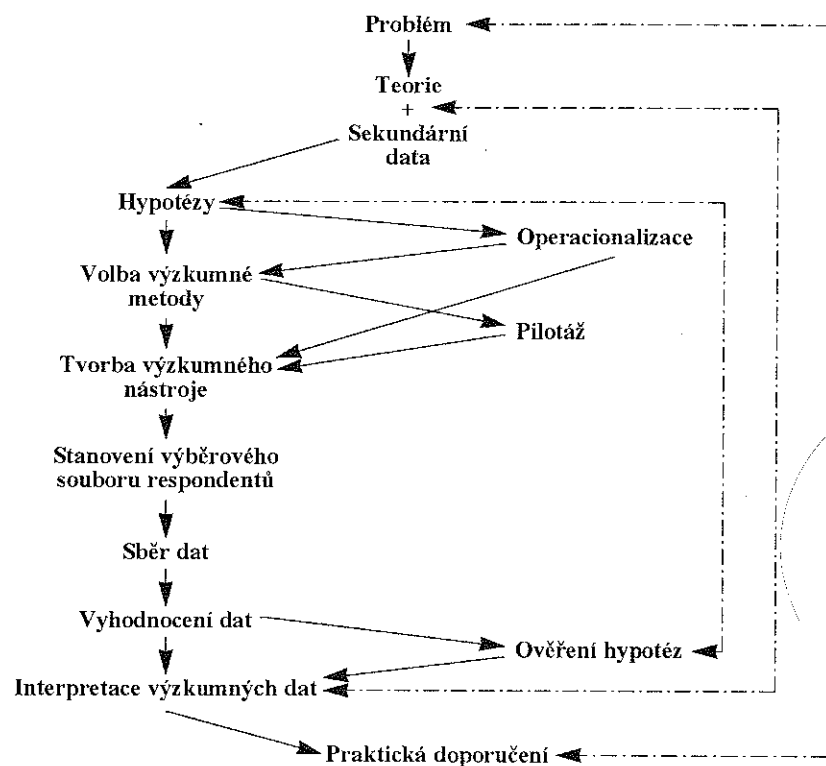 Problém
Teorie
+
Sekundární
data
Hypotézy
Operacionalizace
Volba výzkumné
metody
Pilotáž
Tvorba výzkumného
nástroje
Stanovení výběrového
souboru respondentů
Sběr dat
Vyhodnocení dat
Ověření hypotéz
Interpretace výzkumných dat
Praktická doporučení